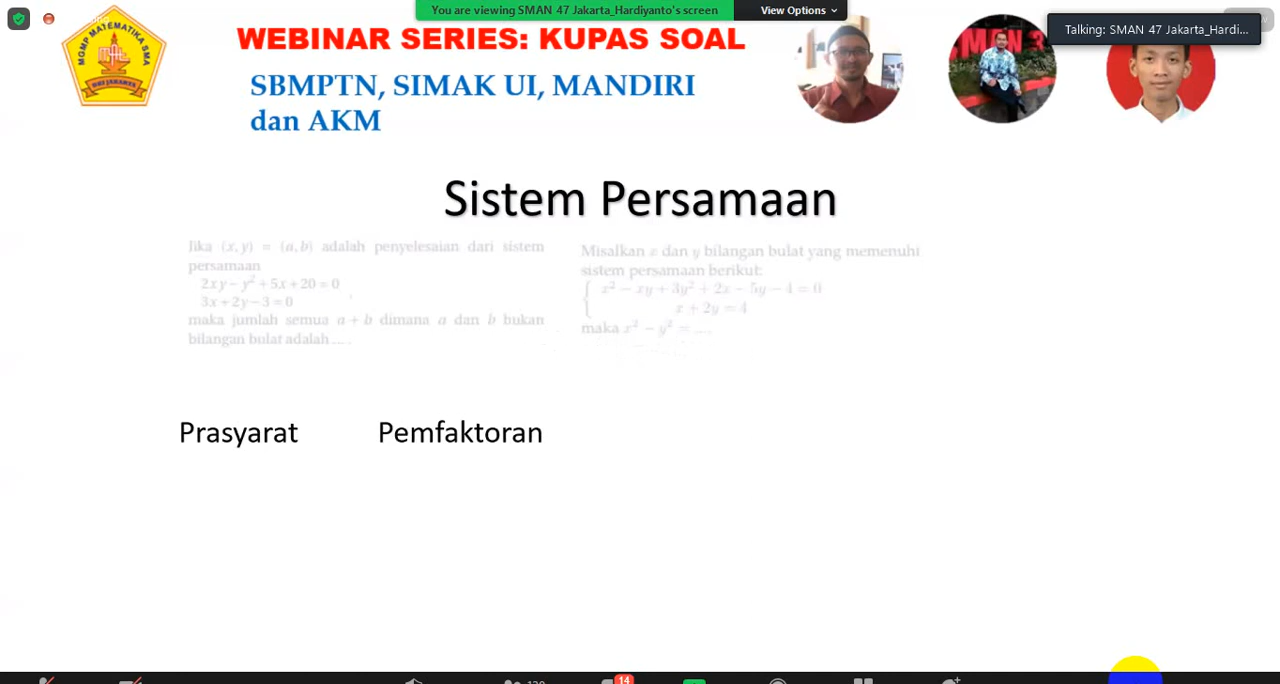 You are viewing SMAN 47 Jakarta_Hardiyanto's screen
View Options
Talking: SMAN 47 Jakarta_Hardi...
MGMP MATEMATIKA SMA
WEBINAR SERIES: KUPAS SOAL
SBMPTN, SIMAK UI, MANDIRI
dan AKM
Sistem Persamaan
Jika (x, y) = (a, b) adalah penyelesaian dari sistem
persamaan
2xy − y² + 5x + 20 = 0
3x + 2y − 3 = 0
maka jumlah semua a + b dimana a dan b bukan
bilangan bulat adalah ....
Misalkan x dan y bilangan bulat yang memenuhi
sistem persamaan berikut:
x² − xy + 3y² + 2x − 5y − 4 = 0
x + 2y = 4
maka x² − y² = ....
Prasyarat Pemfaktoran
14